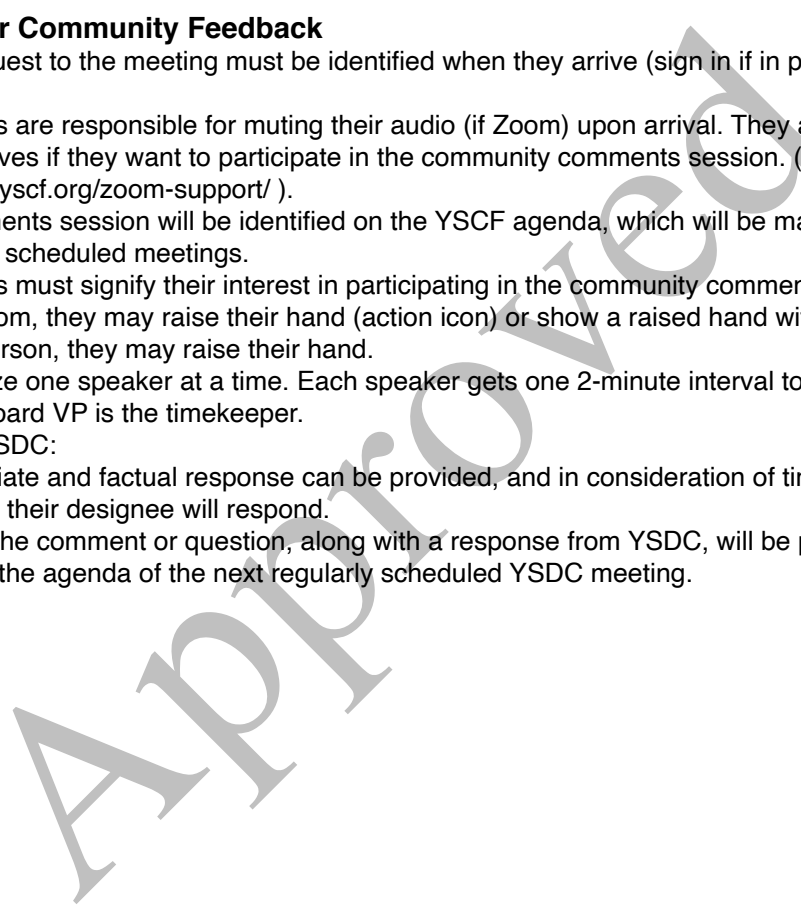 r Community Feedback
uest to the meeting must be identified when they arrive (sign in if in p
s are responsible for muting their audio (if Zoom) upon arrival. They a
ves if they want to participate in the community comments session. (
yscf.org/zoom-support/ ).
ents session will be identified on the YSCF agenda, which will be ma
scheduled meetings.
s must signify their interest in participating in the community commen
om, they may raise their hand (action icon) or show a raised hand wi
erson, they may raise their hand.
ze one speaker at a time. Each speaker gets one 2-minute interval to
oard VP is the timekeeper.
SDC:
iate and factual response can be provided, and in consideration of tim
their designee will respond.
he comment or question, along with a response from YSDC, will be p
the agenda of the next regularly scheduled YSDC meeting.
Approved